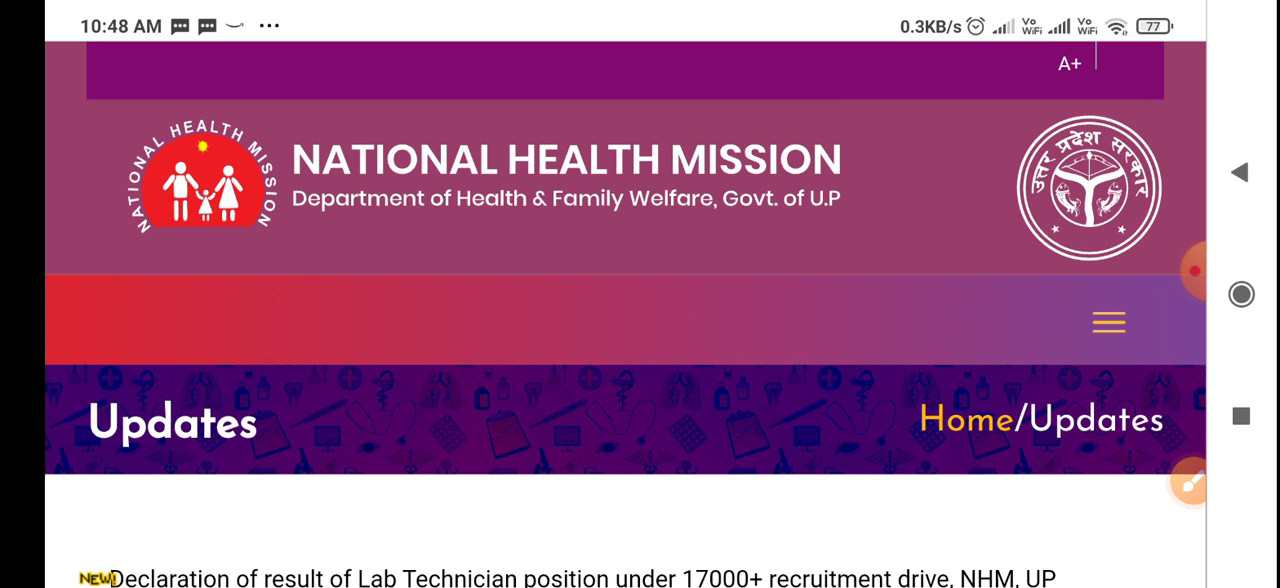 10:48 AM
0.3KB/s
Vo
WiFi
Vo
WiFi
77
A+
NATIONAL HEALTH MISSION
NATIONAL HEALTH MISSION
Department of Health & Family Welfare, Govt. of U.P
उत्तर प्रदेश सरकार
Updates
Home/Updates
NEW! Declaration of result of Lab Technician position under 17000+ recruitment drive, NHM, UP